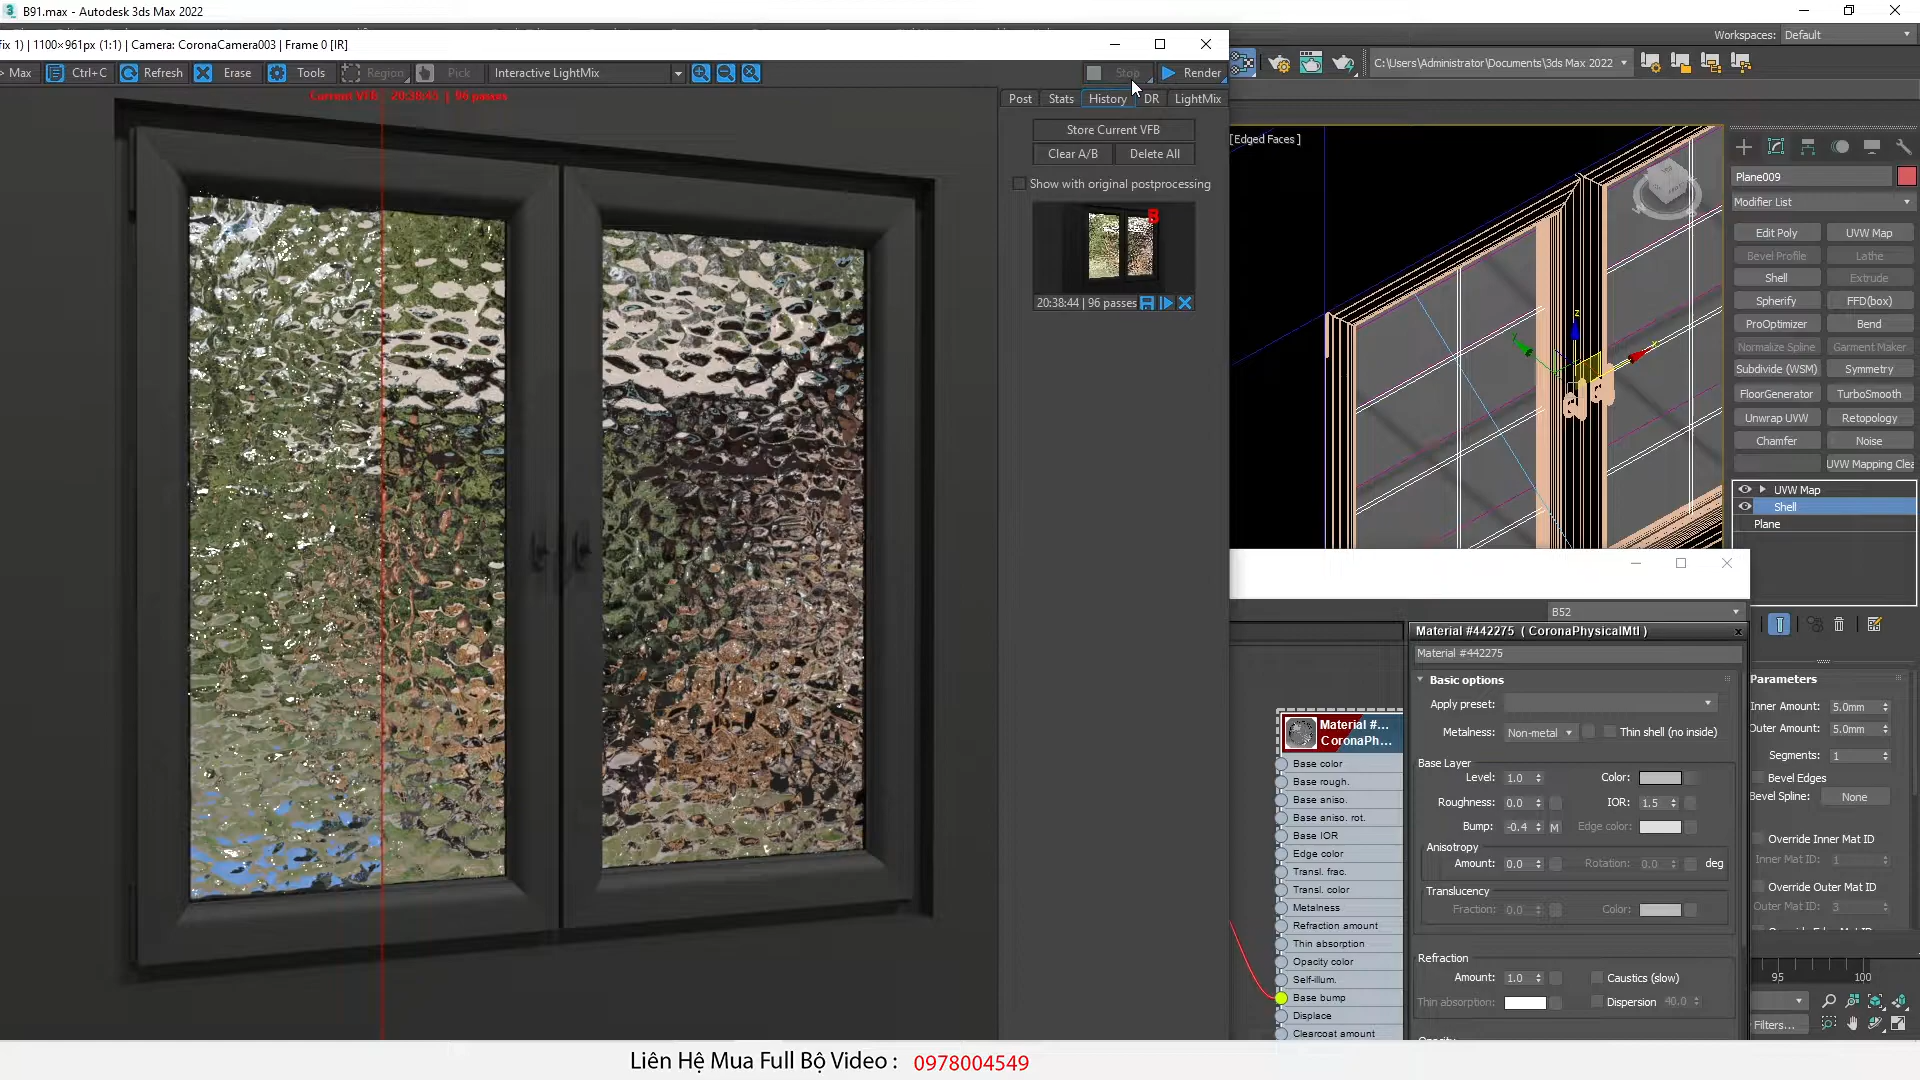 B91.max - Autodesk 3ds Max 2022
Workspaces: Default
fix 1) | 1100×961px (1:1) | Camera: CoronaCamera003 | Frame 0 [IR]
> Max
Ctrl+C
Refresh
Erase
Tools
Region
Pick
Interactive LightMix
Stop
Render
C:\Users\Administrator\Documents\3ds Max 2022
Current VFB | 20:38:45 | 96 passes
Post
Stats
History
DR
LightMix
Store Current VFB
Clear A/B
Delete All
Show with original postprocessing
B
20:38:44 | 96 passes
[Edged Faces ]
z
x
Plane009
Modifier List
Edit Poly
UVW Map
Bevel Profile
Lathe
Shell
Extrude
Spherify
FFD(box)
ProOptimizer
Bend
Normalize Spline
Garment Maker
Subdivide (WSM)
Symmetry
FloorGenerator
TurboSmooth
Unwrap UVW
Retopology
Chamfer
Noise
UVW Mapping Clea
UVW Map
Shell
Plane
B52
Material #442275 ( CoronaPhysicalMtl )
Material #442275
Basic options
Apply preset:
Metalness: Non-metal
Thin shell (no inside)
Base Layer
Level: 1.0
Color:
Roughness: 0.0
IOR: 1.5
Bump: -0.4
M
Edge color:
Anisotropy
Amount: 0.0
Rotation: 0.0
deg
Translucency
Fraction: 0.0
Color:
Refraction
Amount: 1.0
Caustics (slow)
Thin absorption:
Dispersion 40.0
Material #...
CoronaPh...
Base color
Base rough.
Base aniso.
Base aniso. rot.
Base IOR
Edge color
Transl. frac.
Transl. color
Metalness
Refraction amount
Thin absorption
Opacity color
Self-illum.
Base bump
Displace
Clearcoat amount
Parameters
Inner Amount: 5.0mm
Outer Amount: 5.0mm
Segments: 1
Bevel Edges
Bevel Spline: None
Override Inner Mat ID
Inner Mat ID: 1
Override Outer Mat ID
Outer Mat ID: 3
95
100
Filters...
Liên Hệ Mua Full Bộ Video : 0978004549